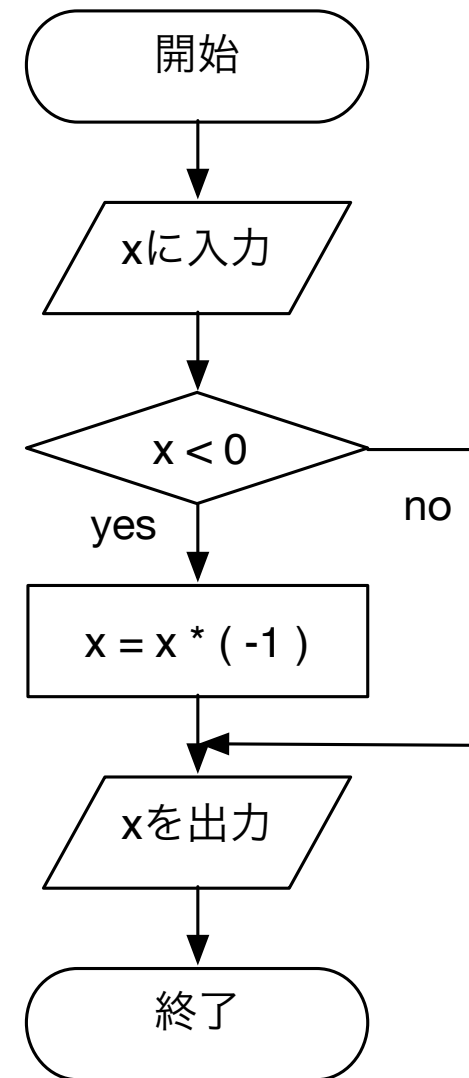 開始
xに入力
x < 0
yes
no
x = x * ( -1 )
xを出力
終了